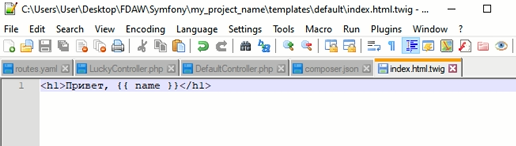 C:\Users\User\Desktop\FDAW\Symfony\my_project_name\templates\default\index.html.twig -
File Edit Search View Encoding Language Settings Tools Macro Run Plugins Window ?
routes.yaml LuckyController.php DefaultController.php composer.json index.html.twig
1 <h1>Привет, {{ name }}</h1>